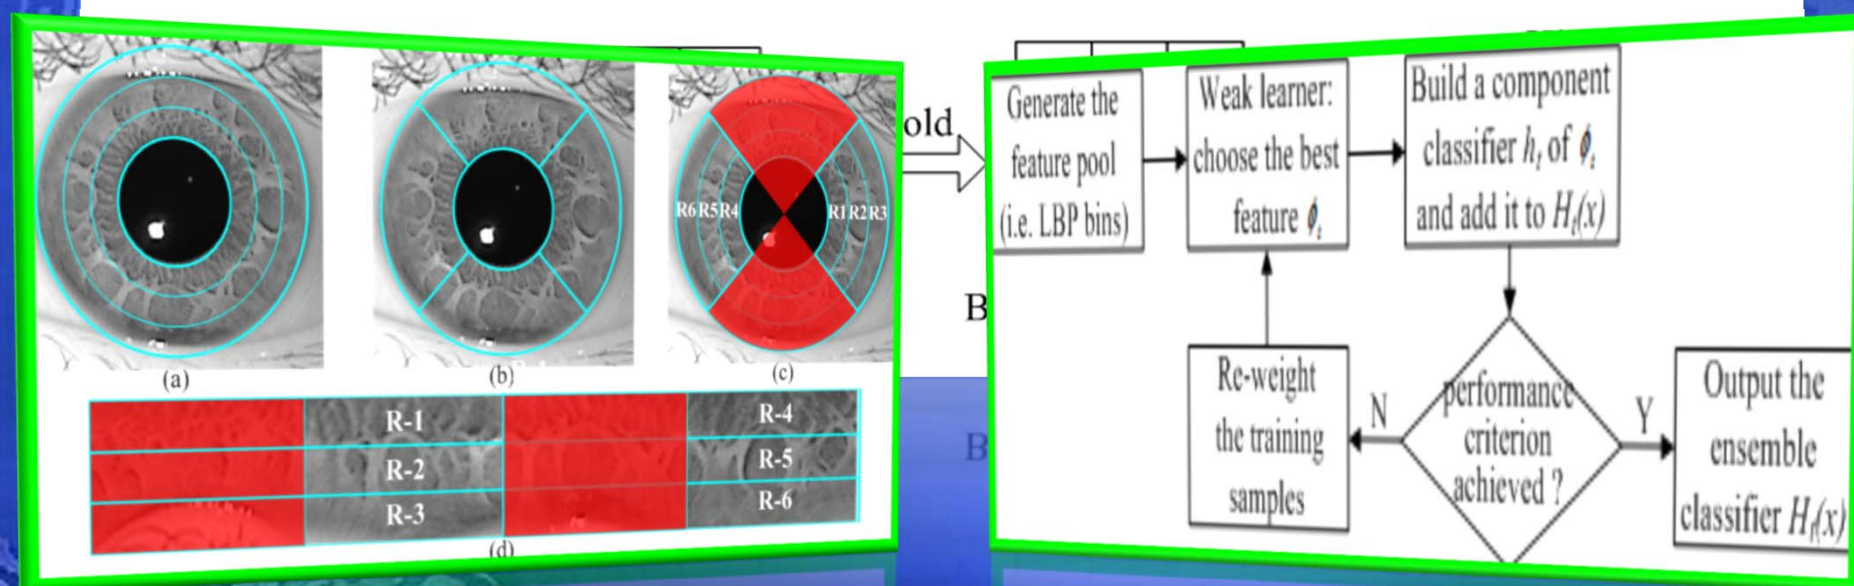 (a)
(b)
(c)
R6 R5 R4
R1 R2 R3
R-1
R-2
R-3
R-4
R-5
R-6
(d)
old
B
B
Generate the
feature pool
(i.e. LBP bins)
Weak learner:
choose the best
feature ϕₜ
Build a component
classifier hₜ of ϕₜ
and add it to Hₜ(x)
performance
criterion
achieved ?
N
Y
Re-weight
the training
samples
Output the
ensemble
classifier Hₜ(x)